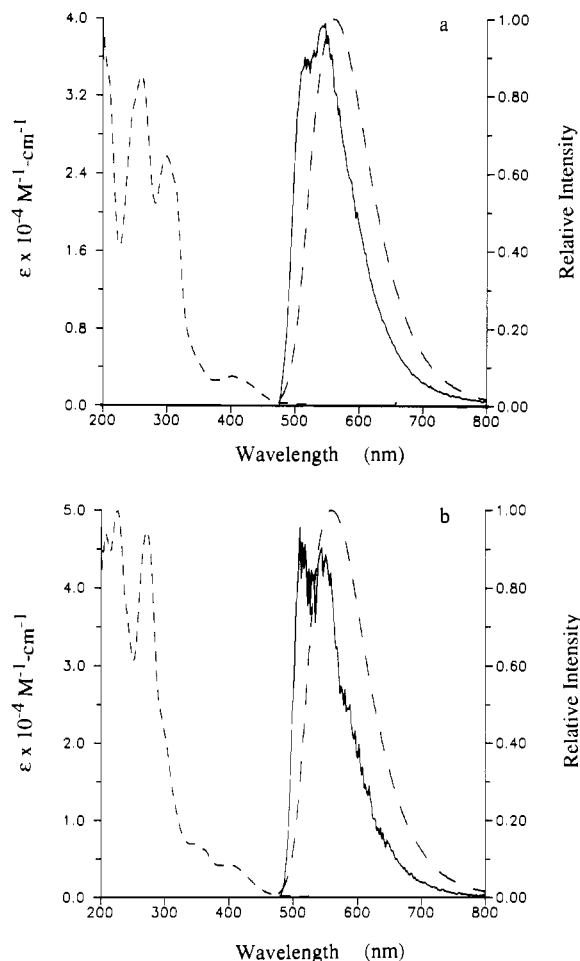 a
4.0
3.2
2.4
1.6
0.8
0.0
ε x 10⁻⁴ M⁻¹-cm⁻¹
1.00
0.80
0.60
0.40
0.20
0.00
Relative Intensity
200 300 400 500 600 700 800
Wavelength (nm)
b
5.0
4.0
3.0
2.0
1.0
0.0
ε x 10⁻⁴ M⁻¹-cm⁻¹
1.00
0.80
0.60
0.40
0.20
0.00
Relative Intensity
200 300 400 500 600 700 800
Wavelength (nm)